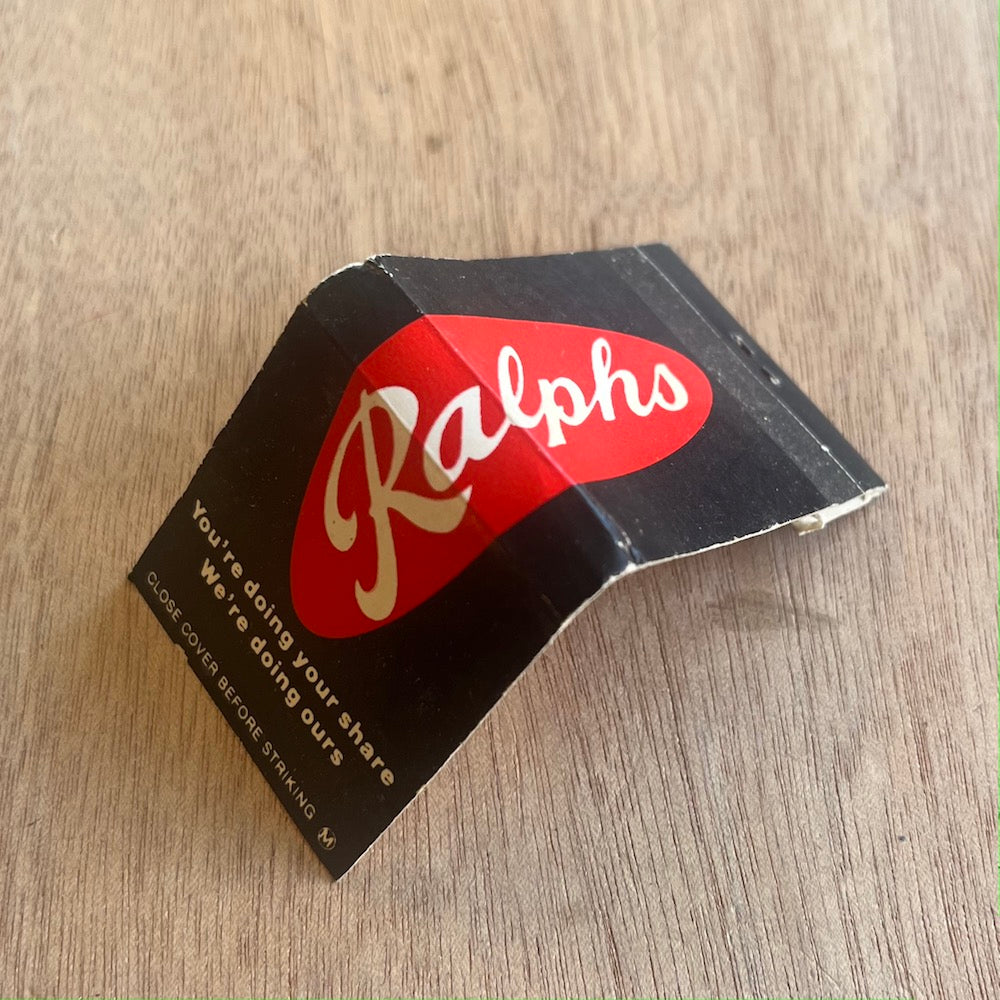 Ralphs
You're doing your share
We're doing ours
CLOSE COVER BEFORE STRIKING M